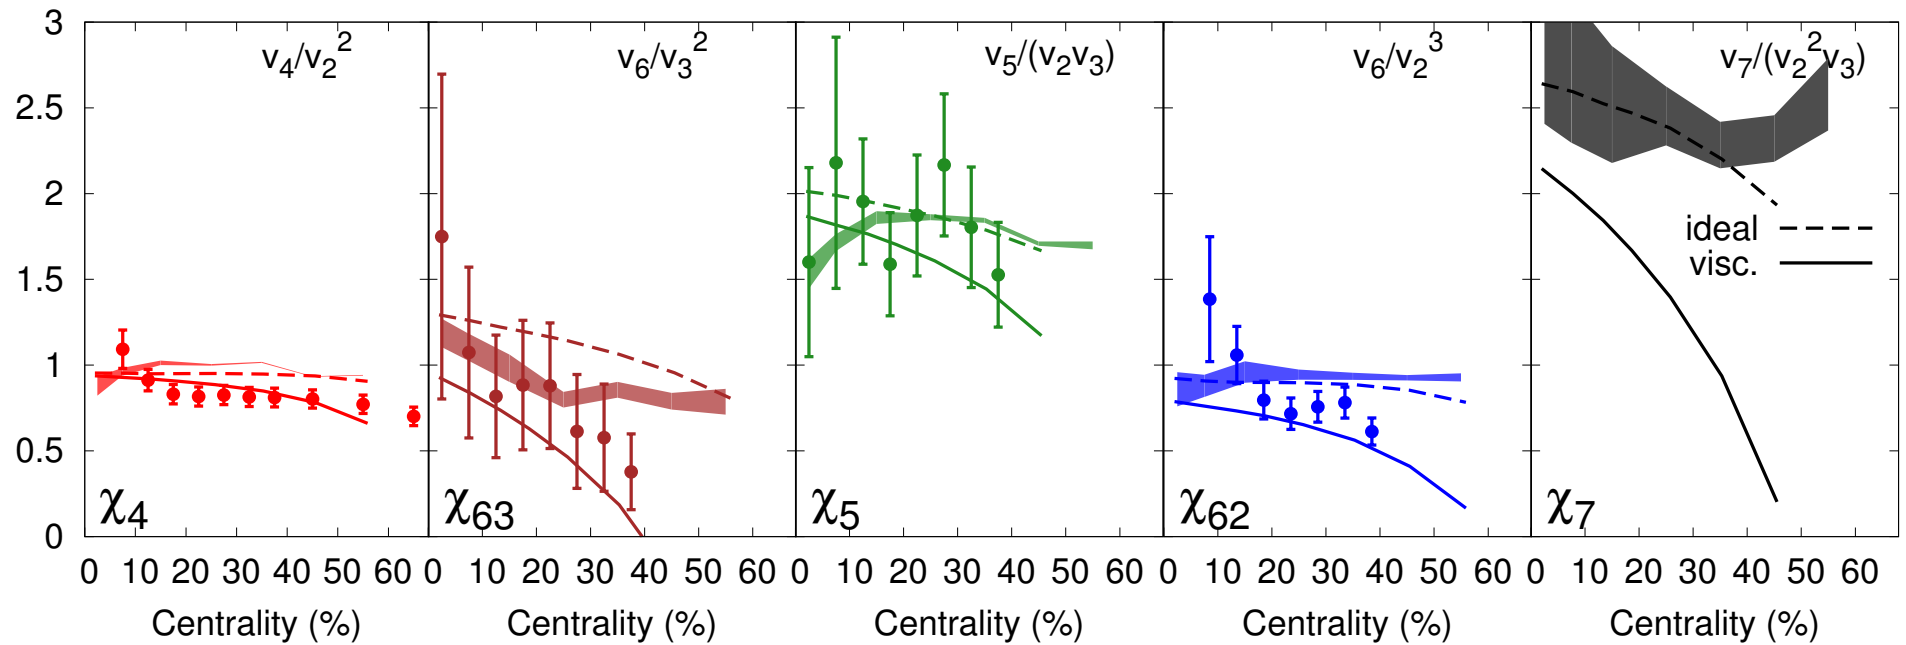 3
2.5
2
1.5
1
0.5
0
v4/v2^2
v6/v3^2
v5/(v2v3)
v6/v2^3
v7/(v2^2v3)
ideal
visc.
χ4
χ63
χ5
χ62
χ7
0 10 20 30 40 50 60 0 10 20 30 40 50 60 0 10 20 30 40 50 60 0 10 20 30 40 50 60 0 10 20 30 40 50 60
Centrality (%) Centrality (%) Centrality (%) Centrality (%) Centrality (%)